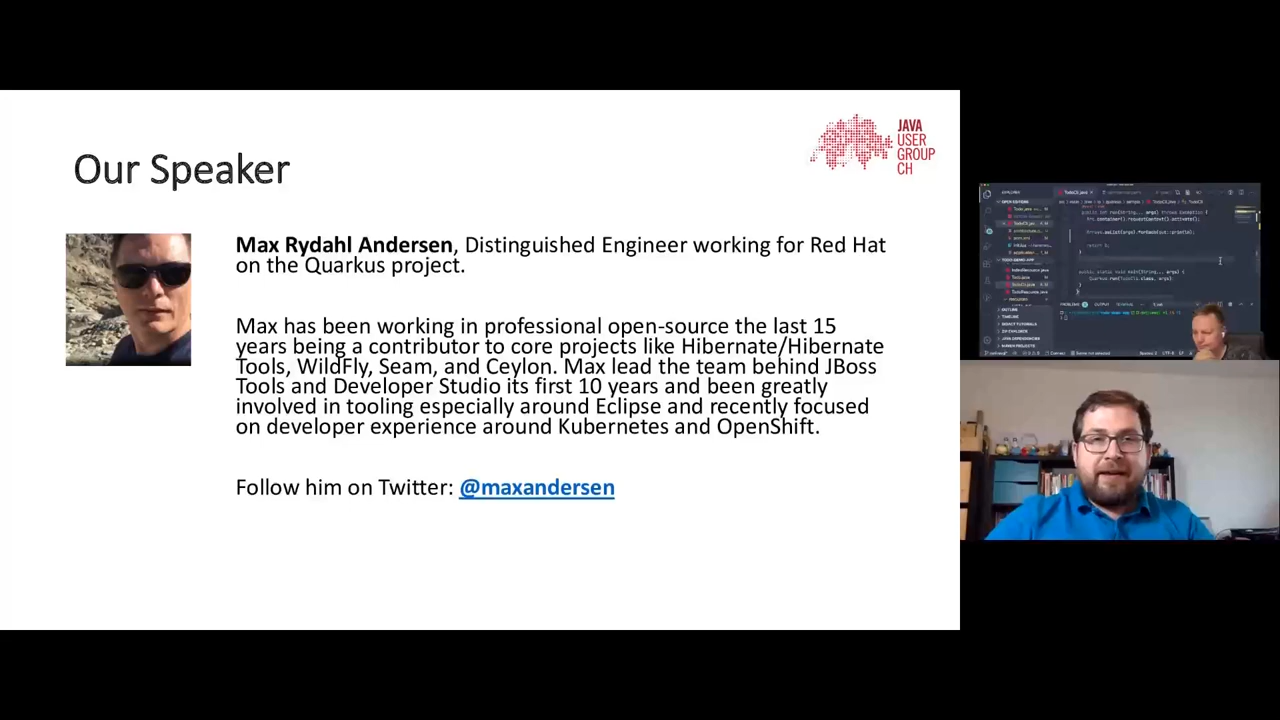 Our Speaker
JAVA
USER
GROUP
CH
Max Rydahl Andersen, Distinguished Engineer working for Red Hat
on the Quarkus project.
Max has been working in professional open-source the last 15
years being a contributor to core projects like Hibernate/Hibernate
Tools, WildFly, Seam, and Ceylon. Max lead the team behind JBoss
Tools and Developer Studio its first 10 years and been greatly
involved in tooling especially around Eclipse and recently focused
on developer experience around Kubernetes and OpenShift.
Follow him on Twitter: @maxandersen